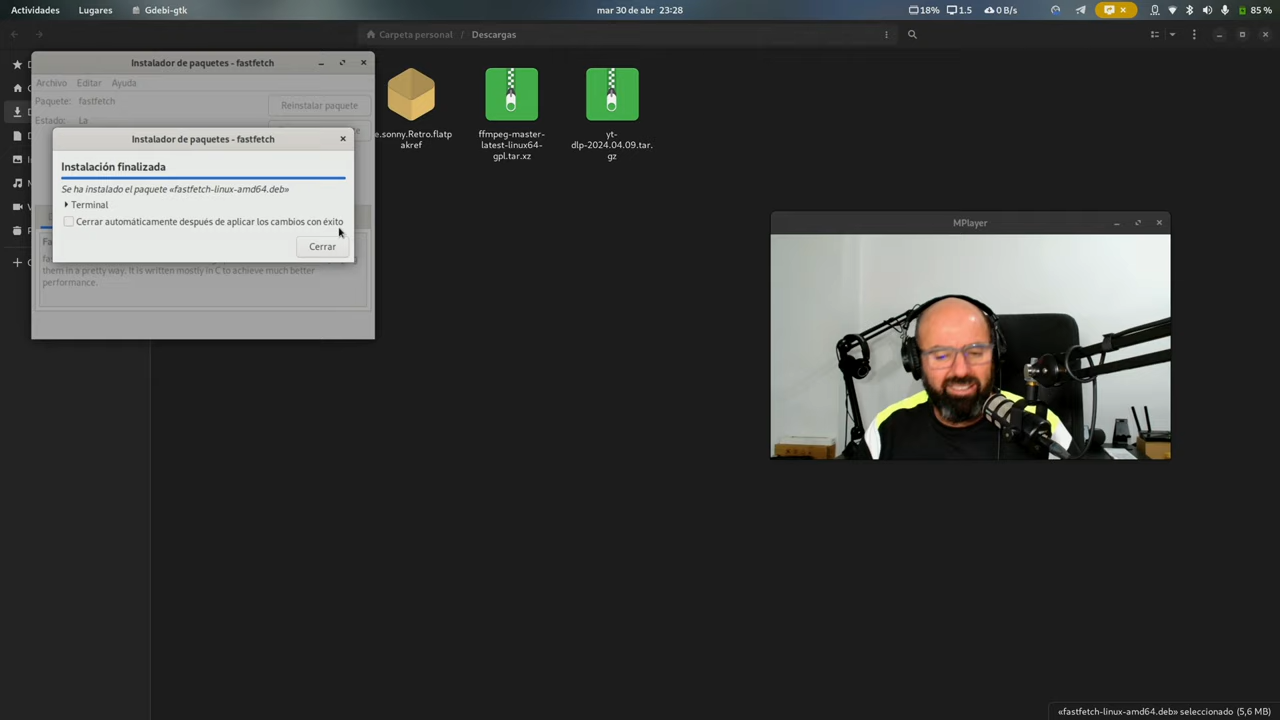 Actividades
Lugares
Gdebi-gtk
mar 30 de abr 23:28
18%
1.5
0 B/s
85 %
Carpeta personal / Descargas
Instalador de paquetes - fastfetch
Archivo Editar Ayuda
Paquete: fastfetch
Reinstalar paquete
Estado: La
Instalador de paquetes - fastfetch
Instalación finalizada
Se ha instalado el paquete «fastfetch-linux-amd64.deb»
Terminal
Cerrar automáticamente después de aplicar los cambios con éxito
Cerrar
them in a pretty way. It is written mostly in C to achieve much better
performance.
e.sonny.Retro.flatp
akref
ffmpeg-master-
latest-linux64-
gpl.tar.xz
yt-
dlp-2024.04.09.tar.
gz
MPlayer
«fastfetch-linux-amd64.deb» seleccionado (5,6 MB)